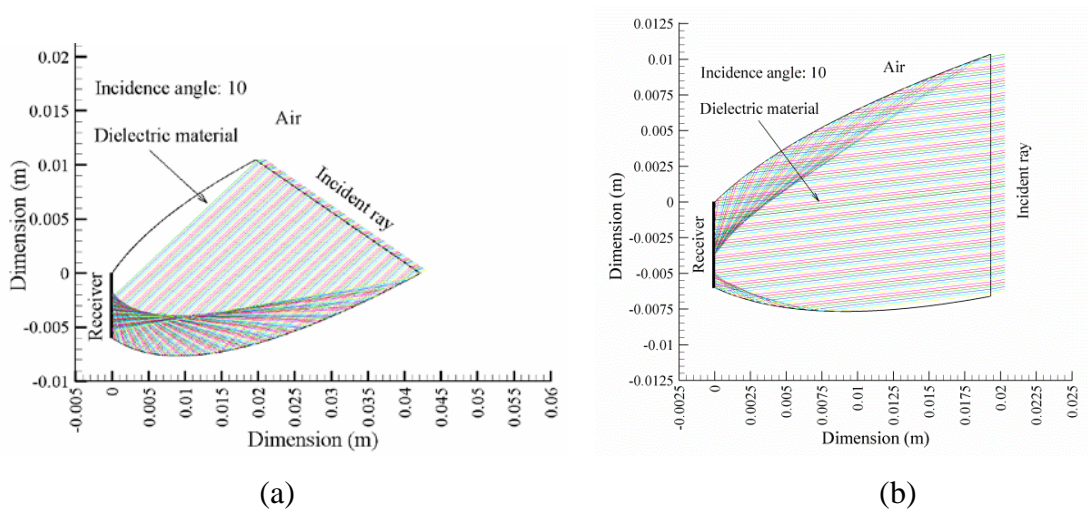 0.02
Incidence angle: 10
0.015
Air
Dielectric material
0.01
Incident ray
0.005
Dimension (m)
0
Receiver
-0.005
-0.01
-0.005
0
0.005
0.01
0.015
0.02
0.025
0.03
0.035
0.04
0.045
0.05
0.055
0.06
Dimension (m)
(a)
0.0125
0.01
Air
Incidence angle: 10
0.0075
Dielectric material
0.005
0.0025
Incident ray
Dimension (m)
0
Receiver
-0.0025
-0.005
-0.0075
-0.01
-0.0125
-0.0025
0
0.0025
0.005
0.0075
0.01
0.0125
0.015
0.0175
0.02
0.0225
0.025
Dimension (m)
(b)